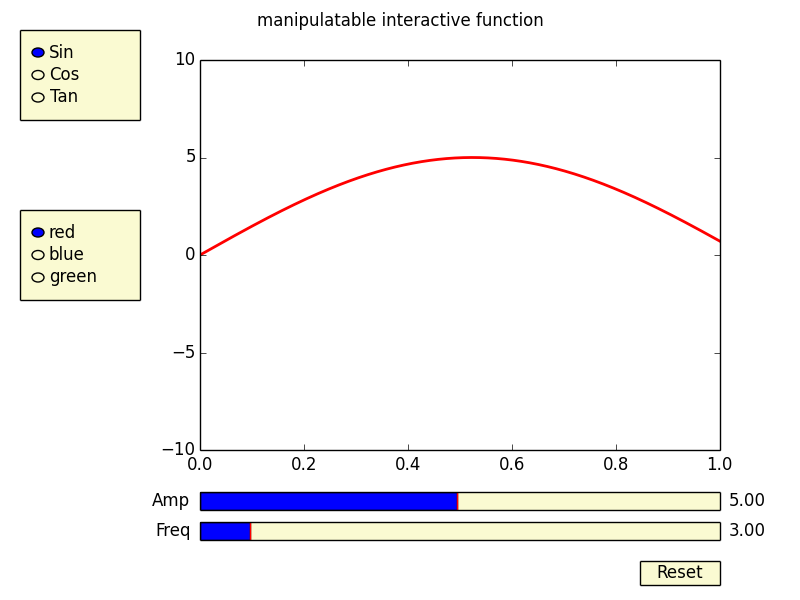 manipulatable interactive function
Sin
Cos
Tan
red
blue
green
10
5
0
−5
−10
0.0 0.2 0.4 0.6 0.8 1.0
Amp 5.00
Freq 3.00
Reset